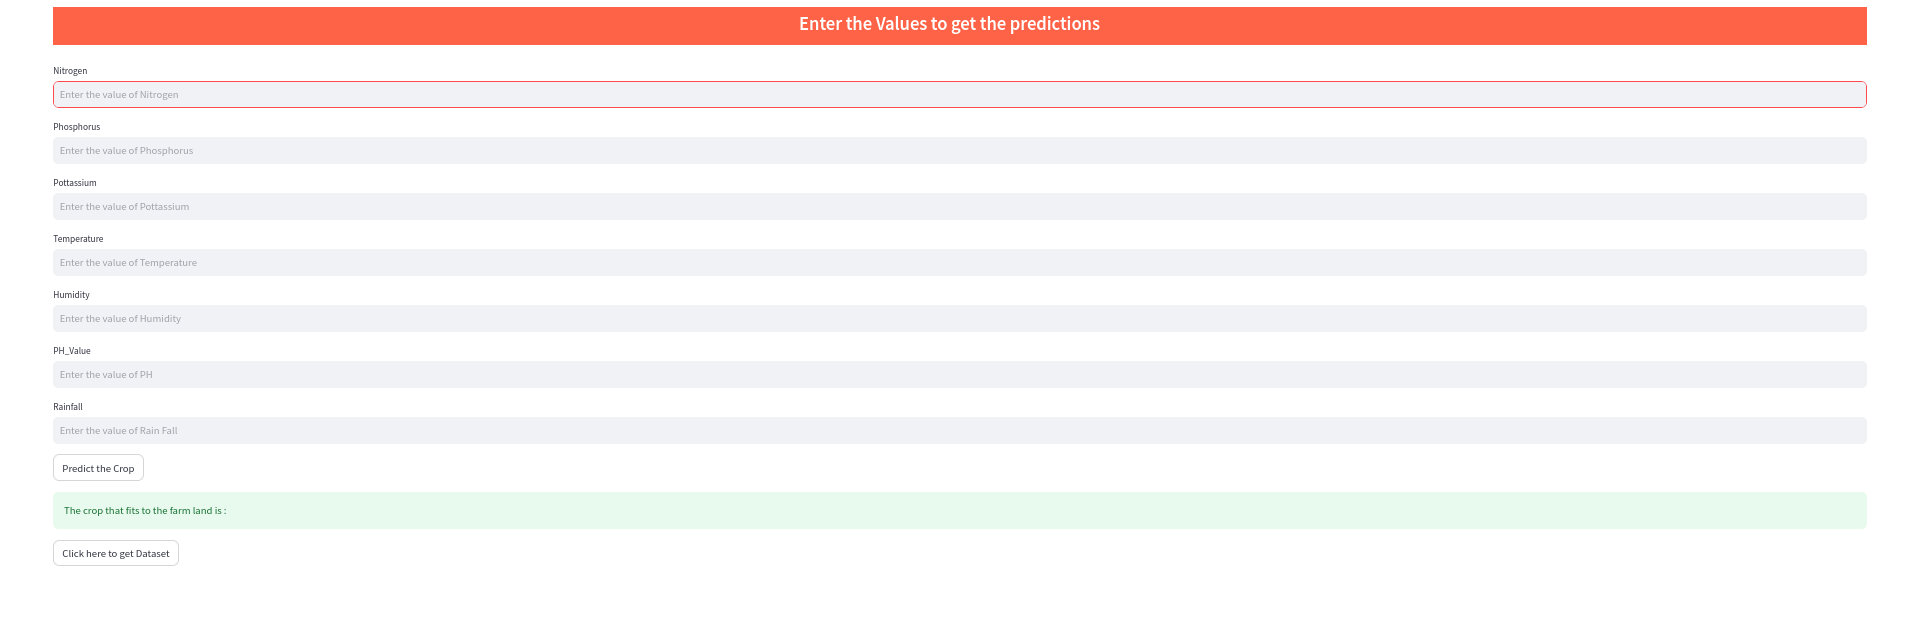 Enter the Values to get the predictions
Nitrogen
Enter the value of Nitrogen
Phosphorus
Enter the value of Phosphorus
Pottassium
Enter the value of Pottassium
Temperature
Enter the value of Temperature
Humidity
Enter the value of Humidity
PH_Value
Enter the value of PH
Rainfall
Enter the value of Rain Fall
Predict the Crop
The crop that fits to the farm land is :
Click here to get Dataset